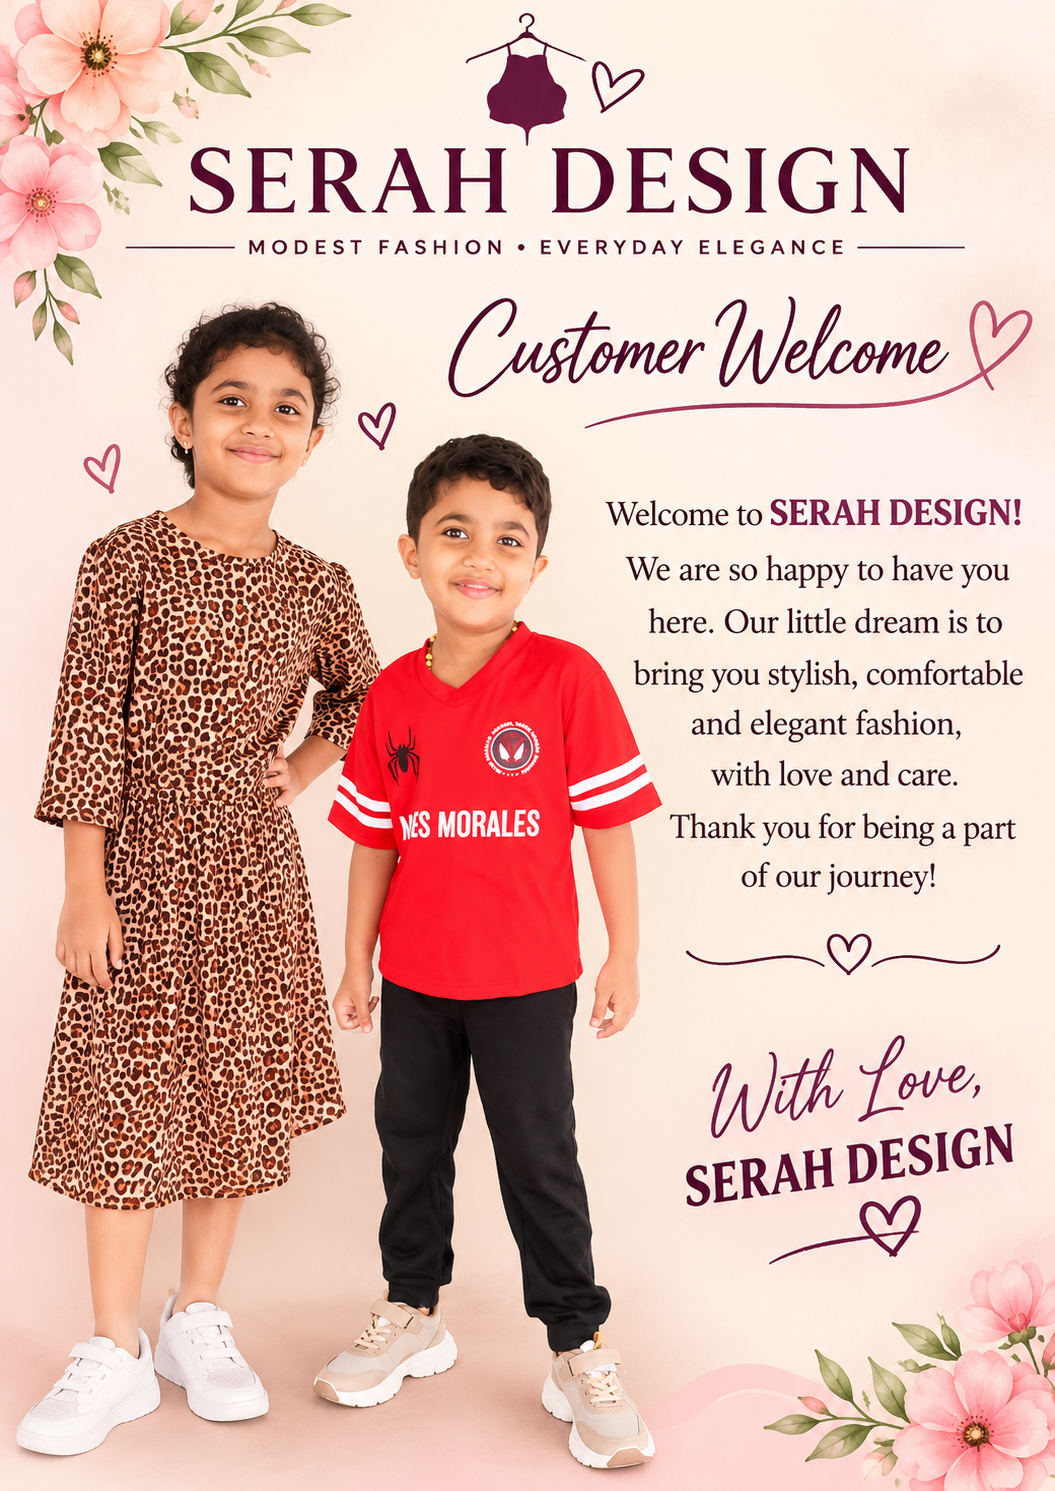 SERAH DESIGN
MODEST FASHION • EVERYDAY ELEGANCE
Customer Welcome
Welcome to SERAH DESIGN!
We are so happy to have you
here. Our little dream is to
bring you stylish, comfortable
and elegant fashion,
with love and care.
Thank you for being a part
of our journey!
MORALES
With Love,
SERAH DESIGN